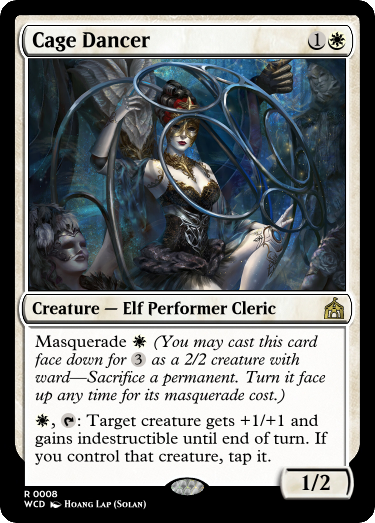 Cage Dancer 1
Creature — Elf Performer Cleric
Masquerade (You may cast this card
face down for 3 as a 2/2 creature with
ward—Sacrifice a permanent. Turn it face
up any time for its masquerade cost.)
, : Target creature gets +1/+1 and
gains indestructible until end of turn. If
you control that creature, tap it.
1/2
R 0008
WCD Hoang Lap (Solan)